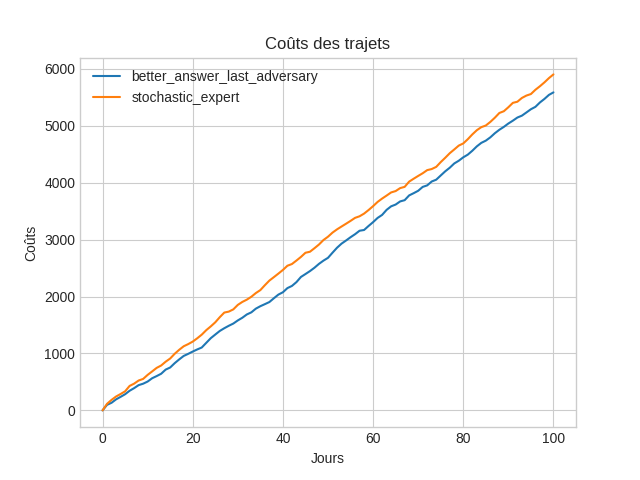 Coûts des trajets
better_answer_last_adversary
stochastic_expert
6000
5000
4000
3000
2000
1000
0
Coûts
0 20 40 60 80 100
Jours